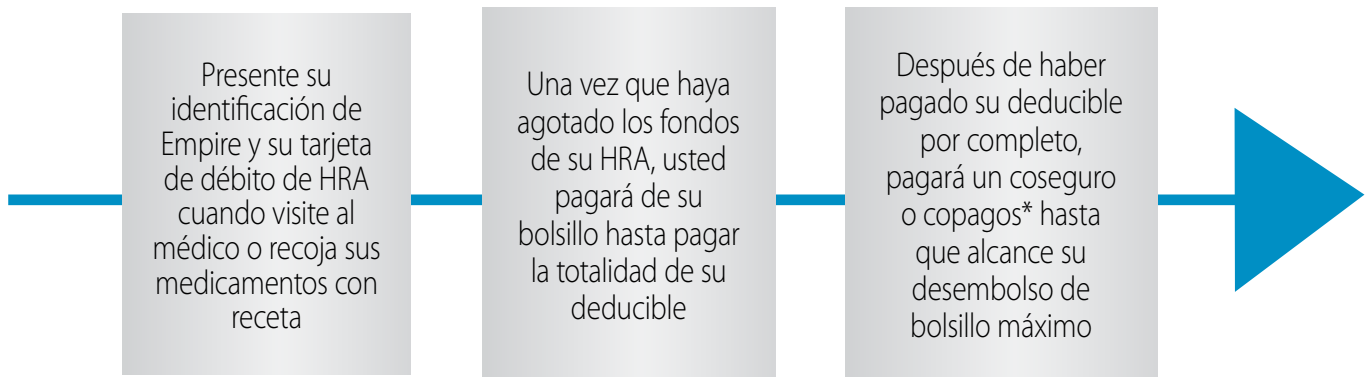 Presente su
identificación de
Empire y su tarjeta
de débito de HRA
cuando visite al
médico o recoja sus
medicamentos con
receta
Una vez que haya
agotado los fondos
de su HRA, usted
pagará de su
bolsillo hasta pagar
la totalidad de su
deducible
Después de haber
pagado su deducible
por completo,
pagará un coseguro
o copagos* hasta
que alcance su
desembolso de
bolsillo máximo